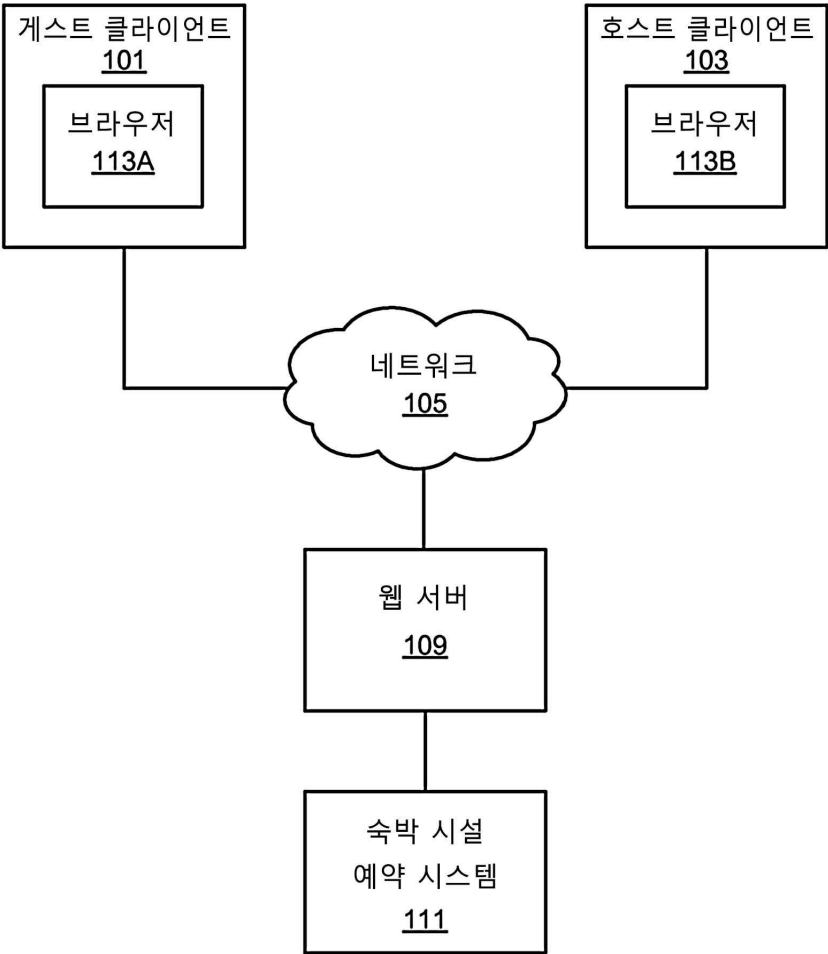 게스트 클라이언트
101
브라우저
113A
호스트 클라이언트
103
브라우저
113B
네트워크
105
웹 서버
109
숙박 시설
예약 시스템
111